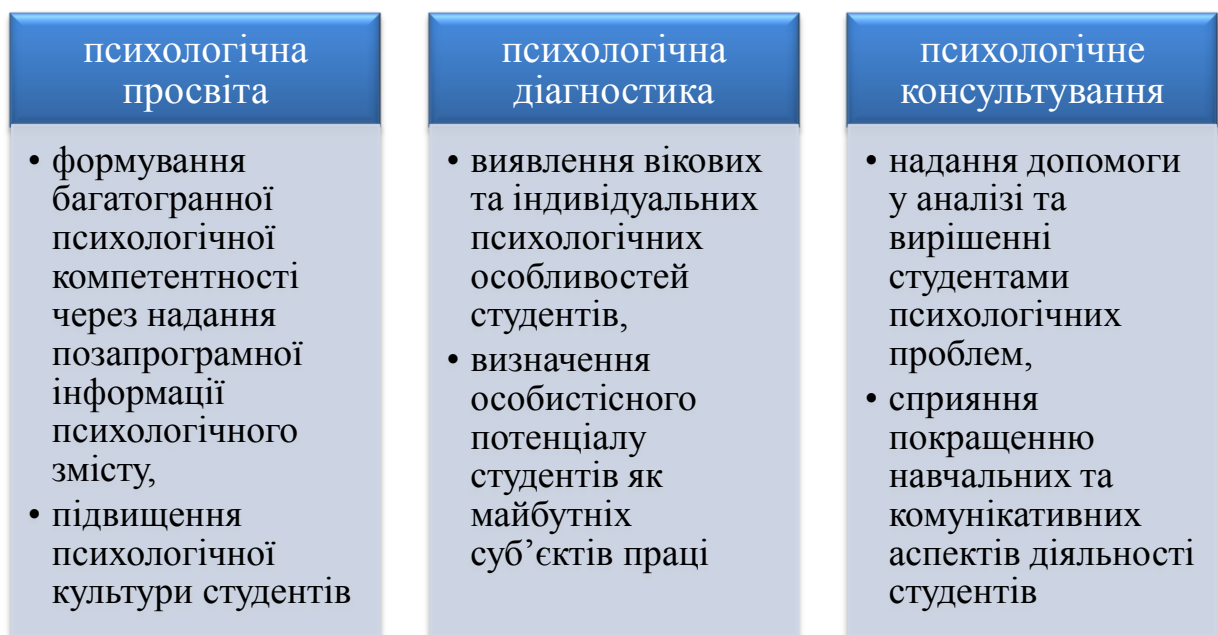 психологічна
просвіта
• формування
багатогранної
психологічної
компетентності
через надання
позапрограмної
інформації
психологічного
змісту,
• підвищення
психологічної
культури студентів
психологічна
діагностика
• виявлення вікових
та індивідуальних
психологічних
особливостей
студентів,
• визначення
особистісного
потенціалу
студентів як
майбутніх
суб’єктів праці
психологічне
консультування
• надання допомоги
у аналізі та
вирішенні
студентами
психологічних
проблем,
• сприяння
покращенню
навчальних та
комунікативних
аспектів діяльності
студентів